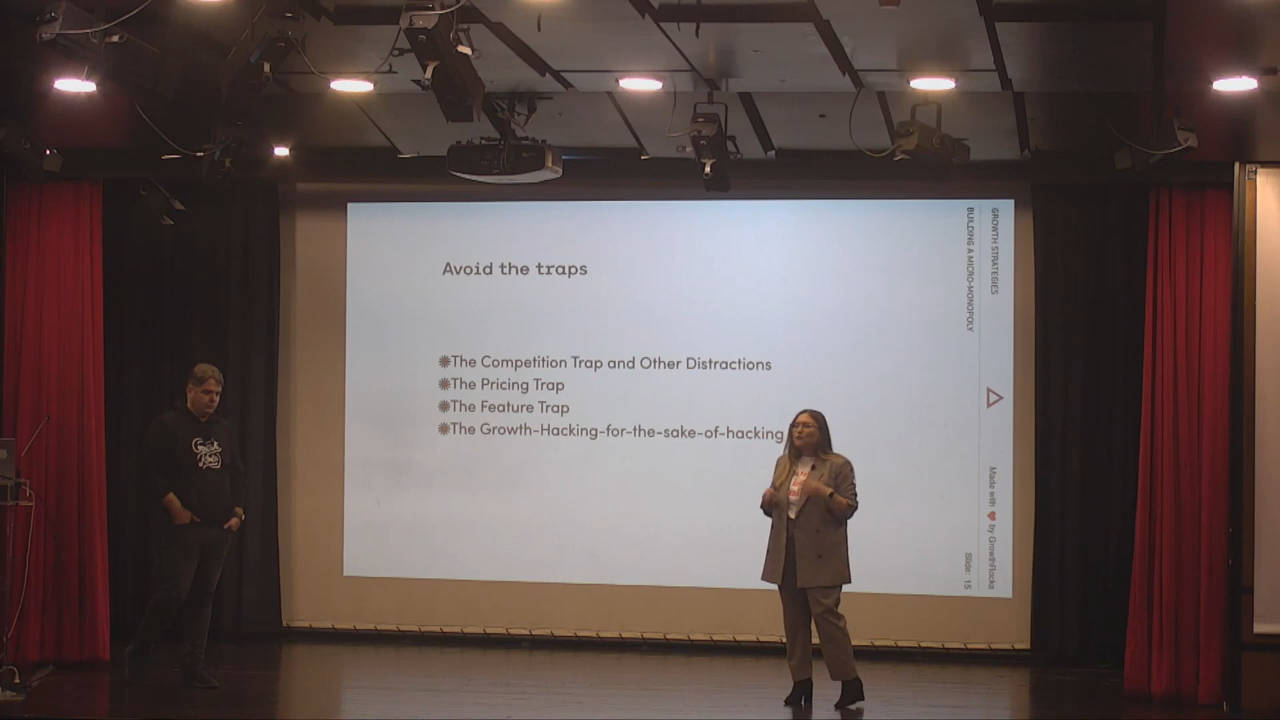 Avoid the traps
✺The Competition Trap and Other Distractions
✺The Pricing Trap
✺The Feature Trap
✺The Growth-Hacking-for-the-sake-of-hacking
GROWTH STRATEGIES
BUILDING A MICRO-MONOPOLY
Made with ❤ by GrowthRocks
Slide: 15